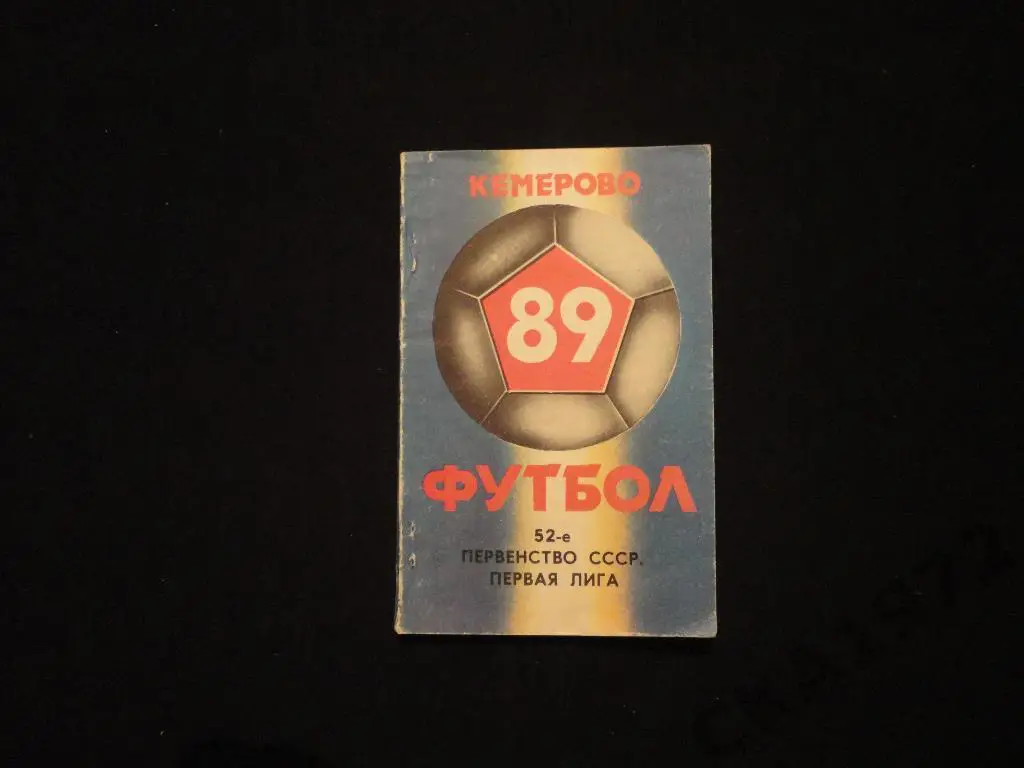 КЕМЕРОВО
89
ФУТБОЛ
52-е
ПЕРВЕНСТВО СССР.
ПЕРВАЯ ЛИГА